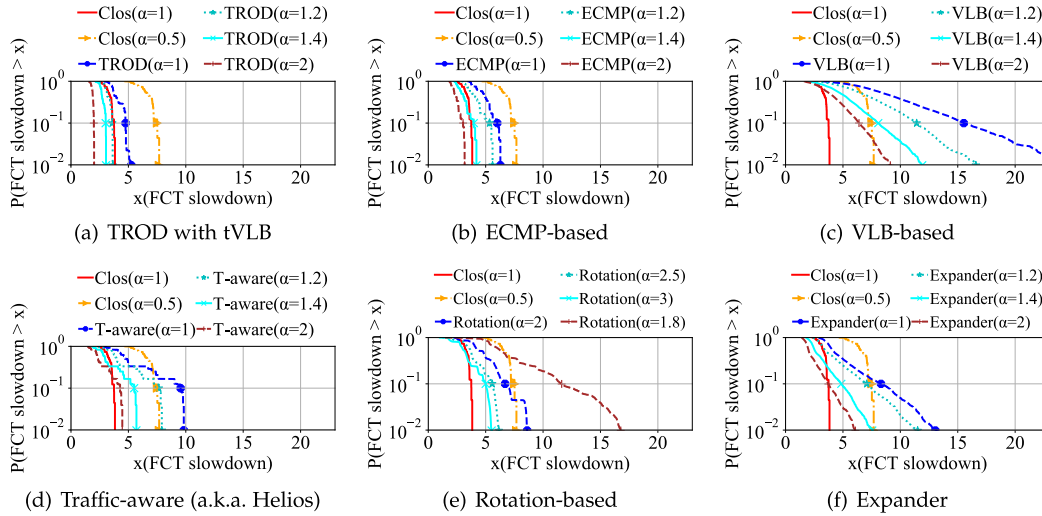 Clos(α=1) TROD(α=1.2)
Clos(α=0.5) TROD(α=1.4)
TROD(α=1) TROD(α=2)
P(FCT slowdown > x)
10^0
10^-1
10^-2
0 5 10 15 20
x(FCT slowdown)
(a) TROD with tVLB
Clos(α=1) ECMP(α=1.2)
Clos(α=0.5) ECMP(α=1.4)
ECMP(α=1) ECMP(α=2)
P(FCT slowdown > x)
10^0
10^-1
10^-2
0 5 10 15 20
x(FCT slowdown)
(b) ECMP-based
Clos(α=1) VLB(α=1.2)
Clos(α=0.5) VLB(α=1.4)
VLB(α=1) VLB(α=2)
P(FCT slowdown > x)
10^0
10^-1
10^-2
0 5 10 15 20
x(FCT slowdown)
(c) VLB-based
Clos(α=1) T-aware(α=1.2)
Clos(α=0.5) T-aware(α=1.4)
T-aware(α=1) T-aware(α=2)
P(FCT slowdown > x)
10^0
10^-1
10^-2
0 5 10 15 20
x(FCT slowdown)
(d) Traffic-aware (a.k.a. Helios)
Clos(α=1) Rotation(α=2.5)
Clos(α=0.5) Rotation(α=3)
Rotation(α=2) Rotation(α=1.8)
P(FCT slowdown > x)
10^0
10^-1
10^-2
0 5 10 15 20
x(FCT slowdown)
(e) Rotation-based
Clos(α=1) Expander(α=1.2)
Clos(α=0.5) Expander(α=1.4)
Expander(α=1) Expander(α=2)
P(FCT slowdown > x)
10^0
10^-1
10^-2
0 5 10 15 20
x(FCT slowdown)
(f) Expander